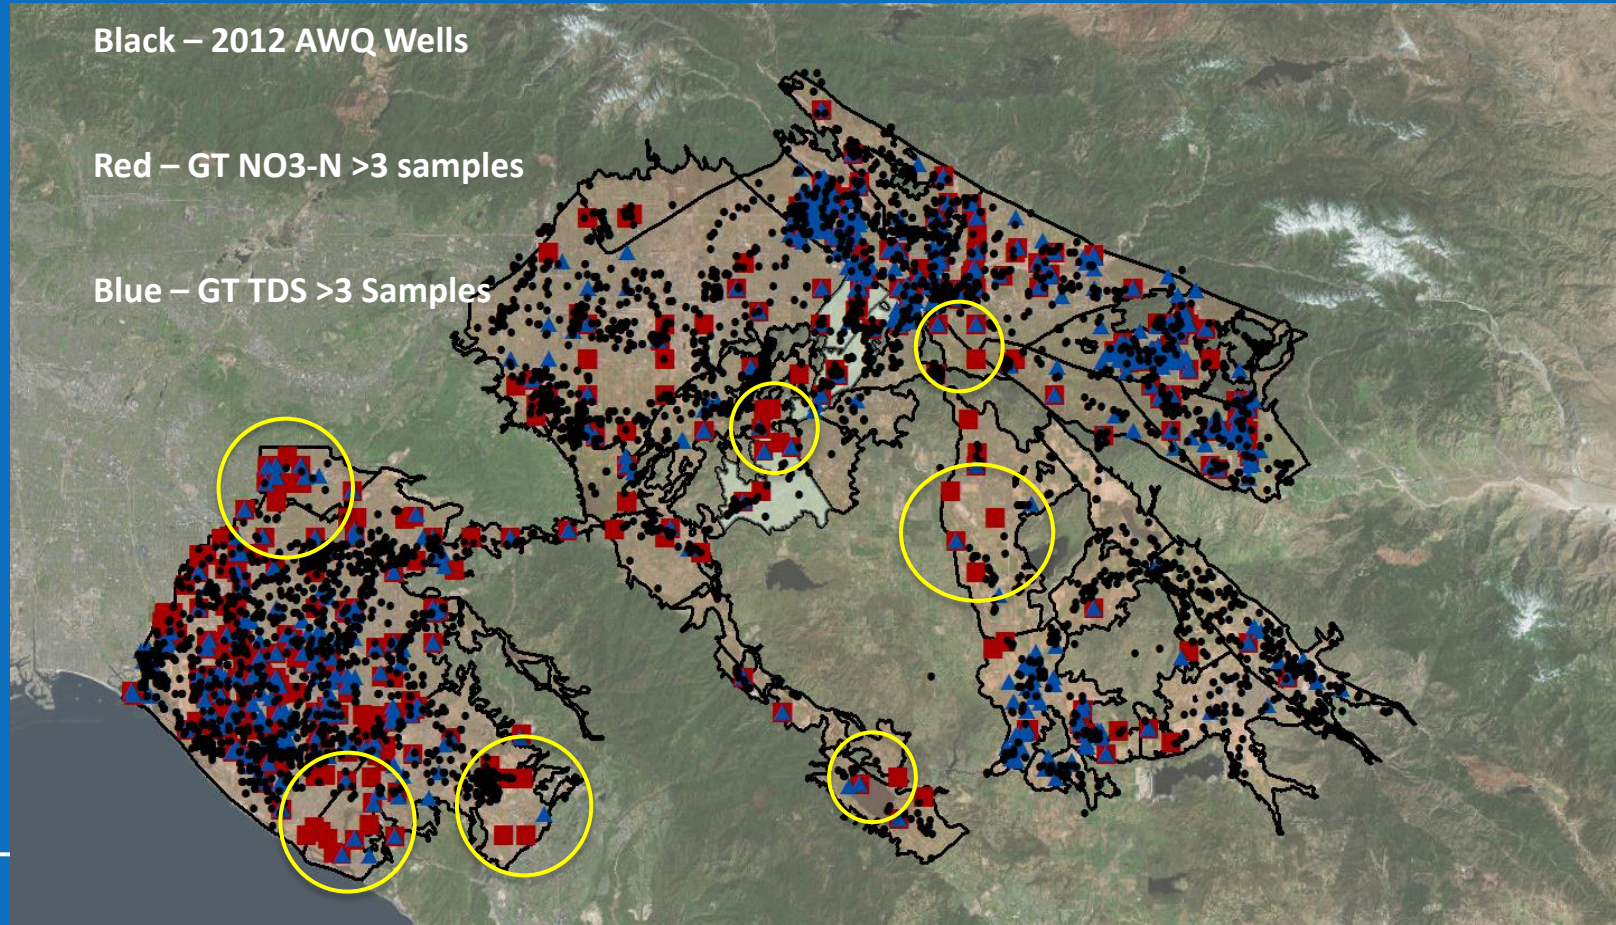 Black – 2012 AWQ Wells
Red – GT NO3-N >3 samples
Blue – GT TDS >3 Samples